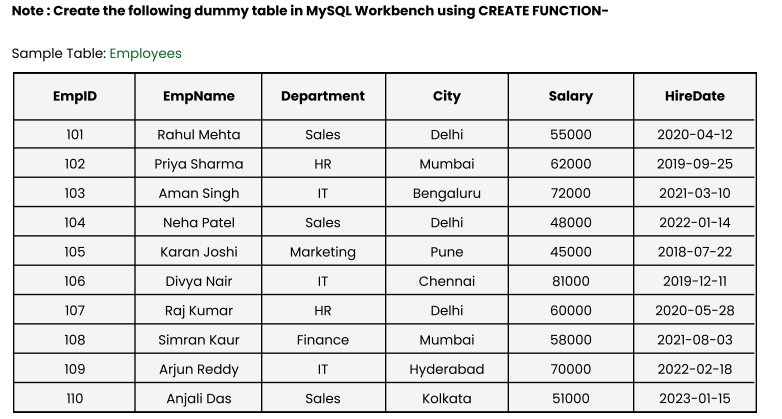 Note : Create the following dummy table in MySQL Workbench using CREATE FUNCTION-
Sample Table: Employees
EmpID EmpName Department City Salary HireDate
101 Rahul Mehta Sales Delhi 55000 2020-04-12
102 Priya Sharma HR Mumbai 62000 2019-09-25
103 Aman Singh IT Bengaluru 72000 2021-03-10
104 Neha Patel Sales Delhi 48000 2022-01-14
105 Karan Joshi Marketing Pune 45000 2018-07-22
106 Divya Nair IT Chennai 81000 2019-12-11
107 Raj Kumar HR Delhi 60000 2020-05-28
108 Simran Kaur Finance Mumbai 58000 2021-08-03
109 Arjun Reddy IT Hyderabad 70000 2022-02-18
110 Anjali Das Sales Kolkata 51000 2023-01-15